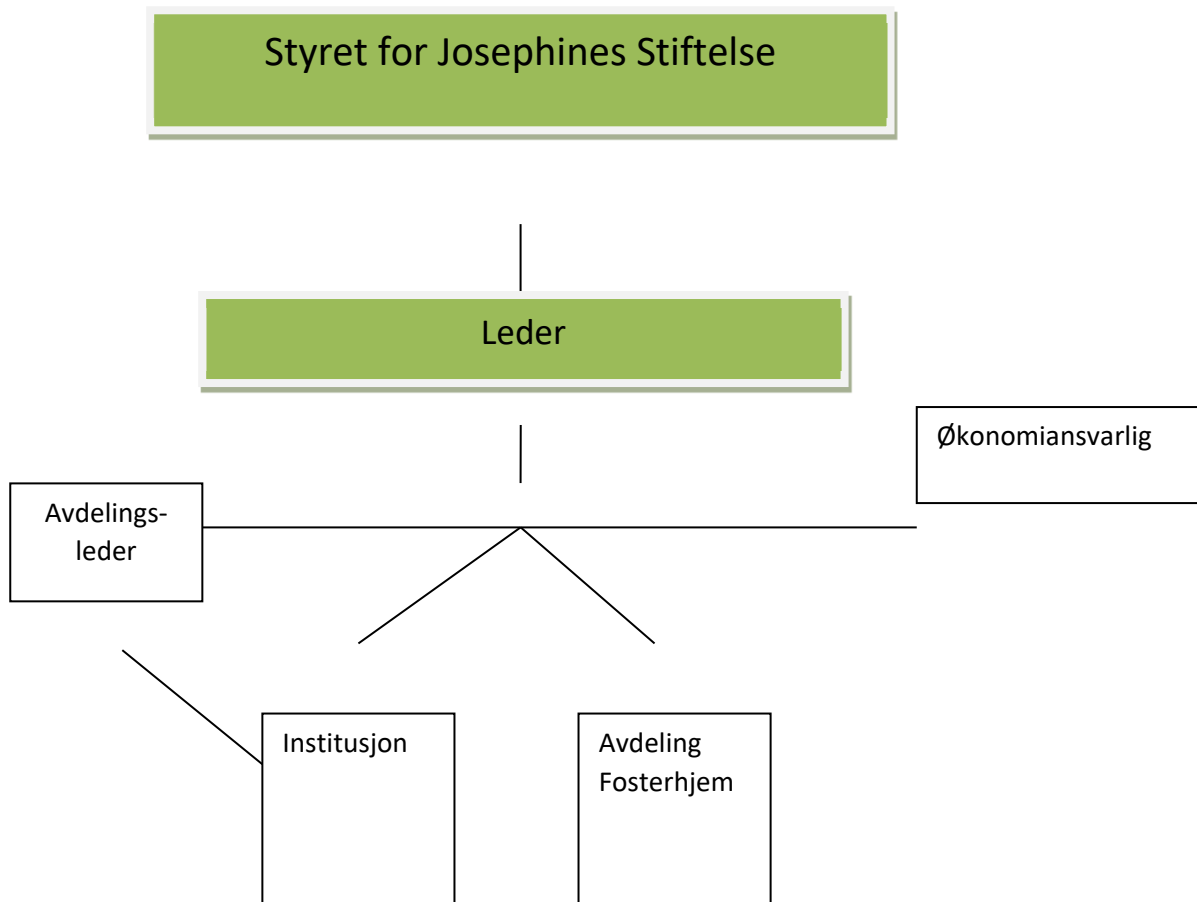 Styret for Josephines Stiftelse
Leder
Økonomiansvarlig
Avdelings-
leder
Institusjon
Avdeling
Fosterhjem